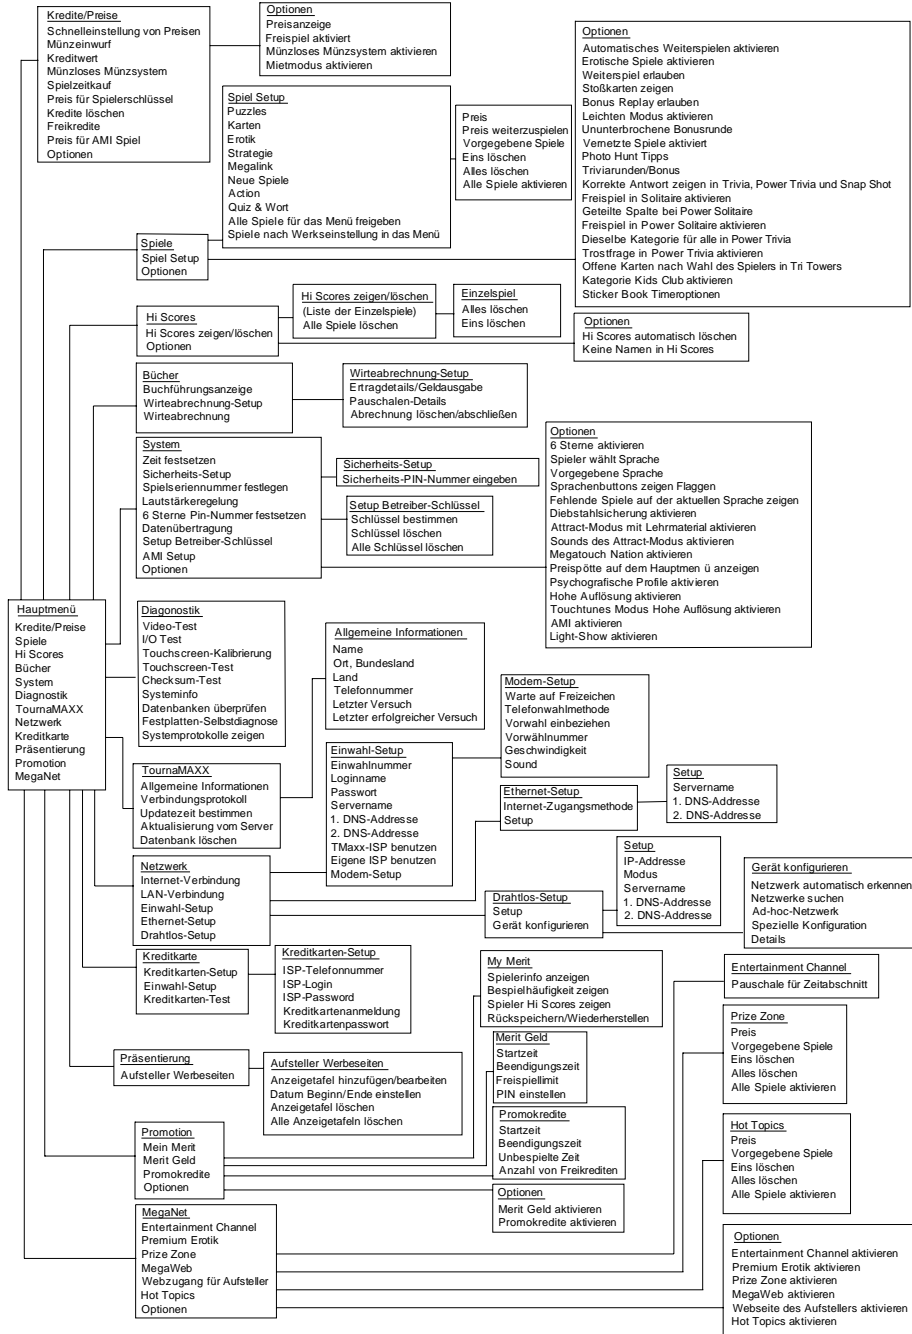 Kredite/Preise
Schnelleinstellung von Preisen
Münzeinwurf
Kreditwert
Münzloses Münzsystem
Spielzeitkauf
Preis für Spielerschlüssel
Kredite löschen
Freikredite
Preis für AMI Spiel
Optionen
Optionen
Preisanzeige
Freispiel aktiviert
Münzloses Münzsystem aktivieren
Mietmodus aktivieren
Spiel Setup
Puzzles
Karten
Erotik
Strategie
Megalink
Neue Spiele
Action
Quiz & Wort
Alle Spiele für das Menü freigeben
Spiele nach Werkseinstellung in das Menü
Preis
Preis weiterzuspielen
Vorgegebene Spiele
Eins löschen
Alles löschen
Alle Spiele aktivieren
Optionen
Automatisches Weiterspielen aktivieren
Erotische Spiele aktivieren
Weiterspiel erlauben
Stoßkarten zeigen
Bonus Replay erlauben
Leichten Modus aktivieren
Ununterbrochene Bonusrunde
Vernetzte Spiele aktiviert
Photo Hunt Tipps
Triviarunden/Bonus
Korrekte Antwort zeigen in Trivia, Power Trivia und Snap Shot
Freispiel in Solitaire aktivieren
Geteilte Spalte bei Power Solitaire
Freispiel in Power Solitaire aktivieren
Dieselbe Kategorie für alle in Power Trivia
Trostfrage in Power Trivia aktivieren
Offene Karten nach Wahl des Spielers in Tri Towers
Kategorie Kids Club aktivieren
Sticker Book Timeroptionen
Spiele
Spiel Setup
Optionen
Hi Scores
Hi Scores zeigen/löschen
Optionen
Hi Scores zeigen/löschen
(Liste der Einzelspiele)
Alle Spiele löschen
Einzelspiel
Alles löschen
Eins löschen
Optionen
Hi Scores automatisch löschen
Keine Namen in Hi Scores
Bücher
Buchführungsanzeige
Wirteabrechnung-Setup
Wirteabrechnung
Wirteabrechnung-Setup
Ertragdetails/Geldausgabe
Pauschalen-Details
Abrechnung löschen/abschließen
System
Zeit festsetzen
Sicherheits-Setup
Spielseriennummer festlegen
Lautstärkeregelung
6 Sterne Pin-Nummer festsetzen
Datenübertragung
Setup Betreiber-Schlüssel
AMI Setup
Optionen
Sicherheits-Setup
Sicherheits-PIN-Nummer eingeben
Setup Betreiber-Schlüssel
Schlüssel bestimmen
Schlüssel löschen
Alle Schlüssel löschen
Optionen
6 Sterne aktivieren
Spieler wählt Sprache
Vorgegebene Sprache
Sprachenbuttons zeigen Flaggen
Fehlende Spiele auf der aktuellen Sprache zeigen
Diebstahlsicherung aktivieren
Attract-Modus mit Lehrmaterial aktivieren
Sounds des Attract-Modus aktivieren
Megatouch Nation aktivieren
Preispötte auf dem Hauptmen ü anzeigen
Psychografische Profile aktivieren
Hohe Auflösung aktivieren
Touchtunes Modus Hohe Auflösung aktivieren
AMI aktivieren
Light-Show aktivieren
Hauptmenü
Kredite/Preise
Spiele
Hi Scores
Bücher
System
Diagnostik
TournaMAXX
Netzwerk
Kreditkarte
Präsentierung
Promotion
MegaNet
Diagonostik
Video-Test
I/O Test
Touchscreen-Kalibrierung
Touchscreen-Test
Checksum-Test
Systeminfo
Datenbanken überprüfen
Festplatten-Selbstdiagnose
Systemprotokolle zeigen
Allgemeine Informationen
Name
Ort, Bundesland
Land
Telefonnummer
Letzter Versuch
Letzter erfolgreicher Versuch
TournaMAXX
Allgemeine Informationen
Verbindungsprotokoll
Updatezeit bestimmen
Aktualisierung vom Server
Datenbank löschen
Einwahl-Setup
Einwahlnummer
Loginname
Passwort
Servername
1. DNS-Addresse
2. DNS-Addresse
TMaxx-ISP benutzen
Eigene ISP benutzen
Modem-Setup
Modem-Setup
Warte auf Freizeichen
Telefonwahlmethode
Vorwahl einbeziehen
Vorwählnummer
Geschwindigkeit
Sound
Ethernet-Setup
Internet-Zugangsmethode
Setup
Setup
Servername
1. DNS-Addresse
2. DNS-Addresse
Netzwerk
Internet-Verbindung
LAN-Verbindung
Einwahl-Setup
Ethernet-Setup
Drahtlos-Setup
Drahtlos-Setup
Setup
Gerät konfigurieren
Setup
IP-Addresse
Modus
Servername
1. DNS-Addresse
2. DNS-Addresse
Gerät konfigurieren
Netzwerk automatisch erkennen
Netzwerke suchen
Ad-hoc-Netzwerk
Spezielle Konfiguration
Details
Kreditkarte
Kreditkarten-Setup
Einwahl-Setup
Kreditkarten-Test
Kreditkarten-Setup
ISP-Telefonnummer
ISP-Login
ISP-Password
Kreditkartenanmeldung
Kreditkartenpasswort
My Merit
Spielerinfo anzeigen
Bespielhäufigkeit zeigen
Spieler Hi Scores zeigen
Rückspeichern/Wiederherstellen
Entertainment Channel
Pauschale für Zeitabschnitt
Präsentierung
Aufsteller Werbeseiten
Aufsteller Werbeseiten
Anzeigetafel hinzufügen/bearbeiten
Datum Beginn/Ende einstellen
Anzeigetafel löschen
Alle Anzeigetafeln löschen
Merit Geld
Startzeit
Beendigungszeit
Freispiellimit
PIN einstellen
Prize Zone
Preis
Vorgegebene Spiele
Eins löschen
Alles löschen
Alle Spiele aktivieren
Promotion
Mein Merit
Merit Geld
Promokredite
Optionen
Promokredite
Startzeit
Beendigungszeit
Unbespielte Zeit
Anzahl von Freikrediten
Optionen
Merit Geld aktivieren
Promokredite aktivieren
Hot Topics
Preis
Vorgegebene Spiele
Eins löschen
Alles löschen
Alle Spiele aktivieren
MegaNet
Entertainment Channel
Premium Erotik
Prize Zone
MegaWeb
Webzugang für Aufsteller
Hot Topics
Optionen
Optionen
Entertainment Channel aktivieren
Premium Erotik aktivieren
Prize Zone aktivieren
MegaWeb aktivieren
Webseite des Aufstellers aktivieren
Hot Topics aktivieren